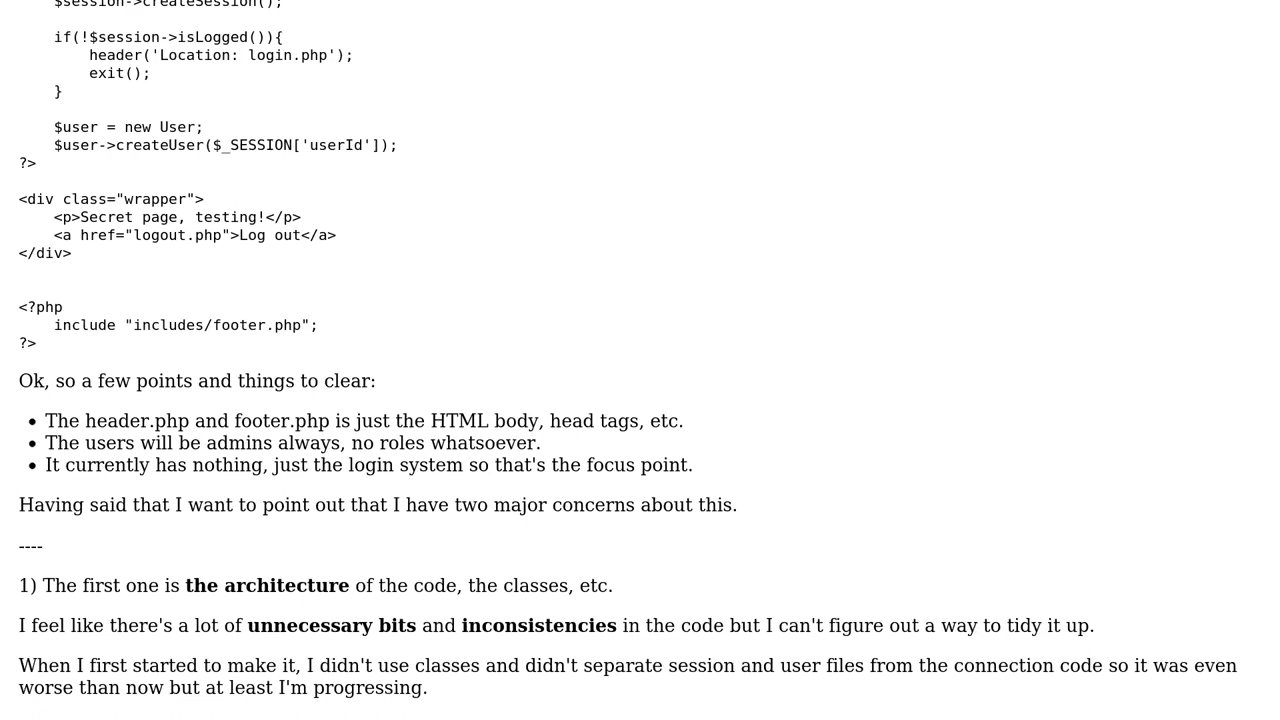 $session->createSession();

    if(!$session->isLogged()){
        header('Location: login.php');
        exit();
    }

    $user = new User;
    $user->createUser($_SESSION['userId']);
?>

<div class="wrapper">
    <p>Secret page, testing!</p>
    <a href="logout.php">Log out</a>
</div>


<?php
    include "includes/footer.php";
?>
Ok, so a few points and things to clear:
• The header.php and footer.php is just the HTML body, head tags, etc.
• The users will be admins always, no roles whatsoever.
• It currently has nothing, just the login system so that's the focus point.
Having said that I want to point out that I have two major concerns about this.
----
1) The first one is the architecture of the code, the classes, etc.
I feel like there's a lot of unnecessary bits and inconsistencies in the code but I can't figure out a way to tidy it up.
When I first started to make it, I didn't use classes and didn't separate session and user files from the connection code so it was even
worse than now but at least I'm progressing.